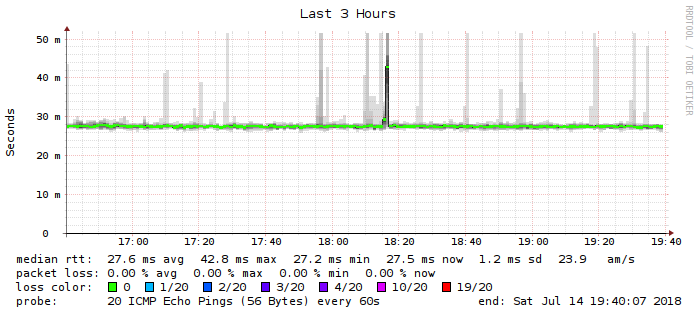 Last 3 Hours
RRDTOOL / TOBI OETIKER
Seconds
50 m
40 m
30 m
20 m
10 m
0
17:00 17:20 17:40 18:00 18:20 18:40 19:00 19:20 19:40
median rtt: 27.6 ms avg 42.8 ms max 27.2 ms min 27.5 ms now 1.2 ms sd 23.9 am/s
packet loss: 0.00 % avg 0.00 % max 0.00 % min 0.00 % now
loss color: 0 1/20 2/20 3/20 4/20 10/20 19/20
probe: 20 ICMP Echo Pings (56 Bytes) every 60s end: Sat Jul 14 19:40:07 2018